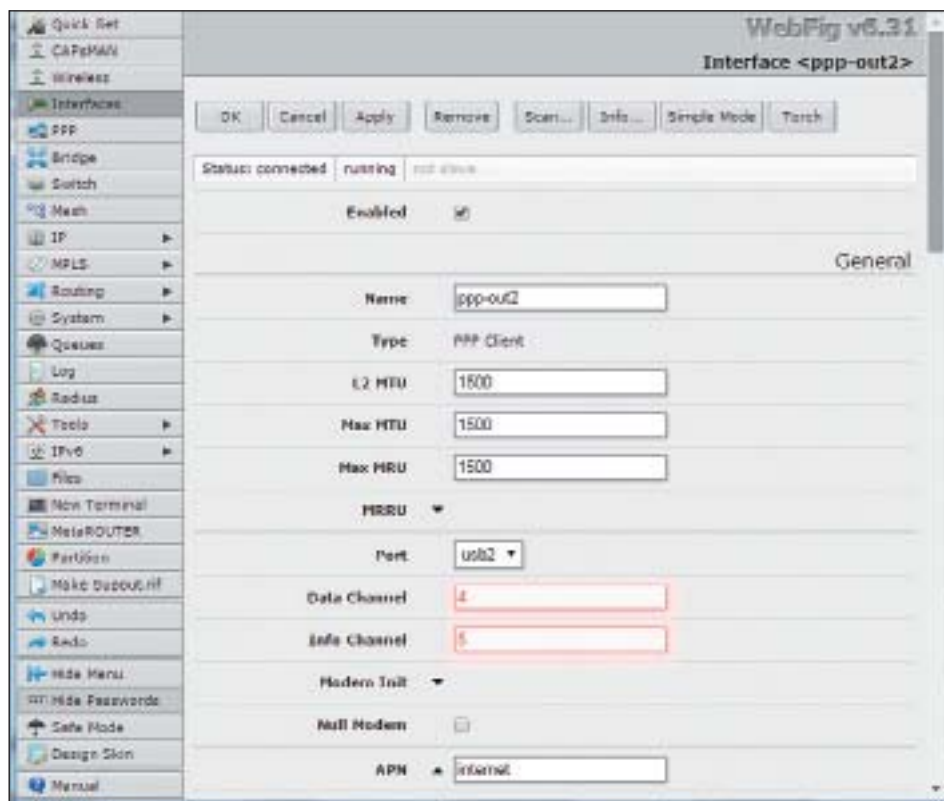 WebFig v6.31
Interface <ppp-out2>
Quick Set
CAPsMAN
Wireless
Interfaces
PPP
Bridge
Switch
Mesh
IP
MPLS
Routing
System
Queues
Log
Radius
Tools
IPv6
Files
New Terminal
MetaROUTER
Partition
Make Supout.rif
Undo
Redo
Hide Menu
Hide Passwords
Safe Mode
Design Skin
Manual
OK Cancel Apply Remove Scan... Info... Simple Mode Torch
Status: connected running not slave
Enabled
General
Name ppp-out2
Type PPP Client
L2 MTU 1500
Max MTU 1500
Max MRU 1500
MRRU
Port usb2
Data Channel 4
Info Channel 5
Modem Init
Null Modem
APN internet